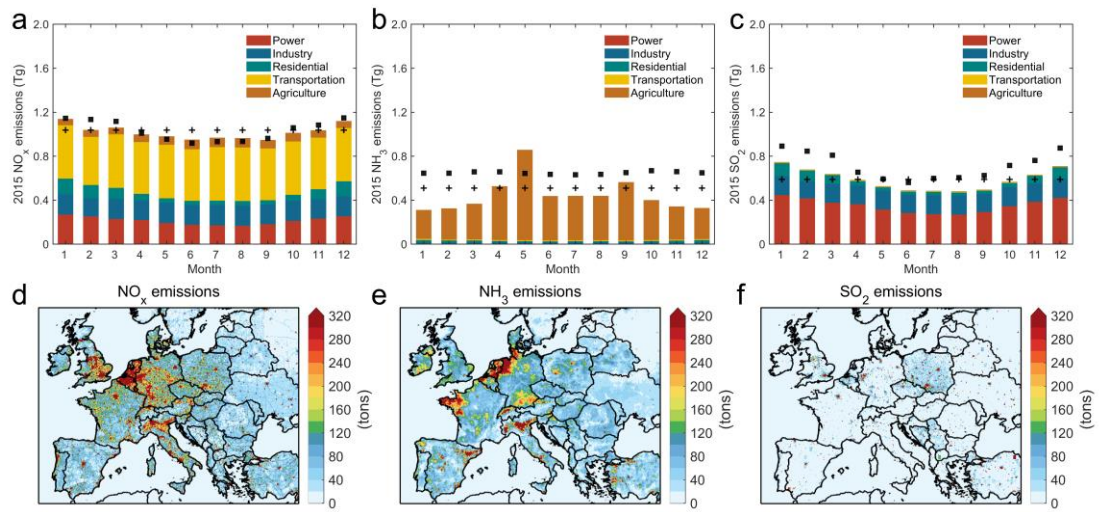 a
2015 NOx emissions (Tg)
2.0
1.6
1.2
0.8
0.4
0
Power
Industry
Residential
Transportation
Agriculture
1 2 3 4 5 6 7 8 9 10 11 12
Month
b
2015 NH3 emissions (Tg)
2.0
1.6
1.2
0.8
0.4
0
Power
Industry
Residential
Transportation
Agriculture
1 2 3 4 5 6 7 8 9 10 11 12
Month
c
2015 SO2 emissions (Tg)
2.0
1.6
1.2
0.8
0.4
0
Power
Industry
Residential
Transportation
Agriculture
1 2 3 4 5 6 7 8 9 10 11 12
Month
d
NOx emissions
320
280
240
200
160
120
80
40
0
(tons)
e
NH3 emissions
320
280
240
200
160
120
80
40
0
(tons)
f
SO2 emissions
320
280
240
200
160
120
80
40
0
(tons)